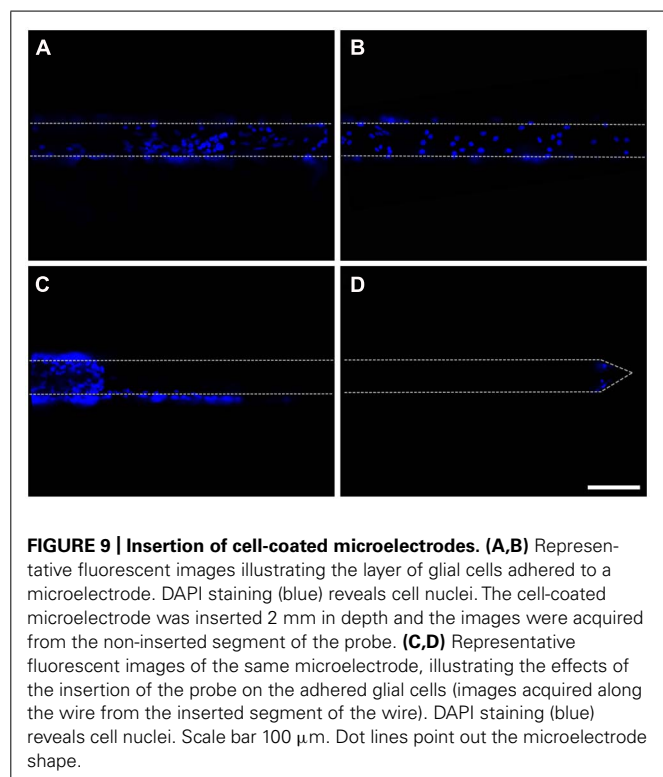 A
B
C
D
FIGURE 9 | Insertion of cell-coated microelectrodes. (A,B) Represen-
tative fluorescent images illustrating the layer of glial cells adhered to a
microelectrode. DAPI staining (blue) reveals cell nuclei. The cell-coated
microelectrode was inserted 2 mm in depth and the images were acquired
from the non-inserted segment of the probe. (C,D) Representative
fluorescent images of the same microelectrode, illustrating the effects of
the insertion of the probe on the adhered glial cells (images acquired along
the wire from the inserted segment of the wire). DAPI staining (blue)
reveals cell nuclei. Scale bar 100 μm. Dot lines point out the microelectrode
shape.